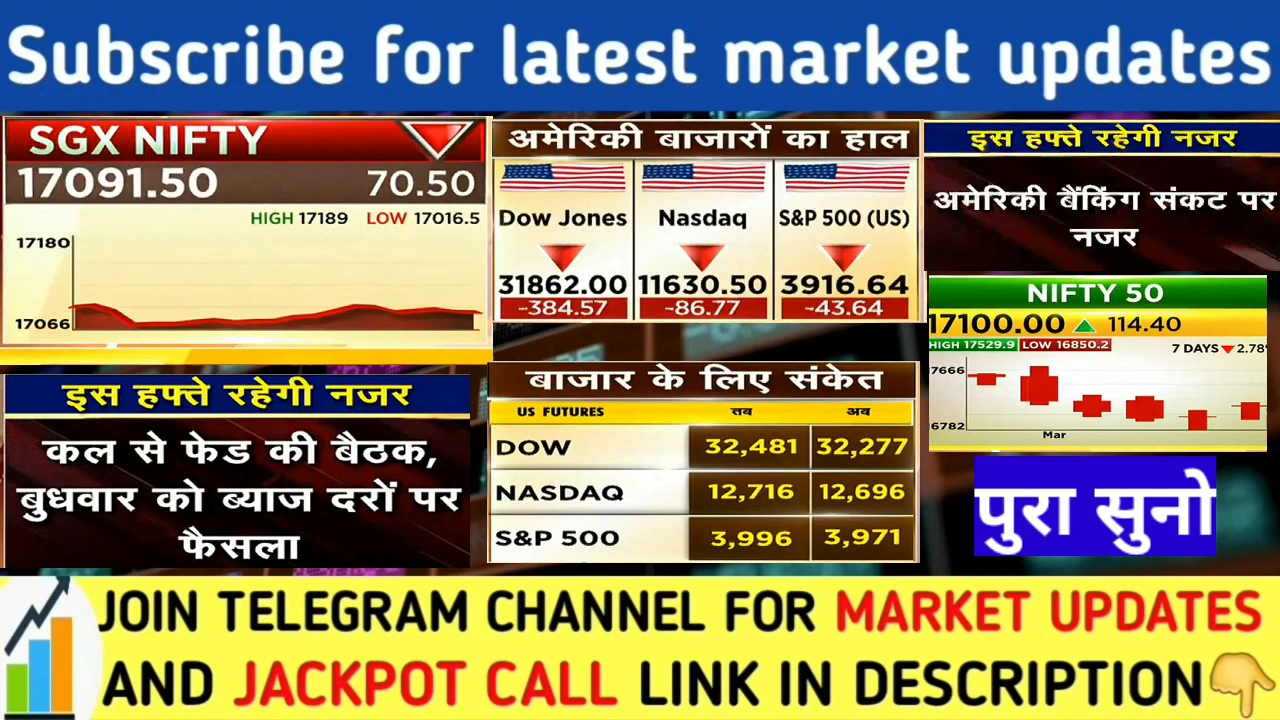 Subscribe for latest market updates
SGX NIFTY
17091.50 70.50
HIGH 17189 LOW 17016.5
17180
17066
अमेरिकी बाजारों का हाल
Dow Jones Nasdaq S&P 500 (US)
31862.00 11630.50 3916.64
-384.57 -86.77 -43.64
इस हफ्ते रहेगी नजर
अमेरिकी बैंकिंग संकट पर
नजर
NIFTY 50
17100.00 114.40
HIGH 17529.9 LOW 16850.2 7 DAYS 2.78
7666
6782
Mar
इस हफ्ते रहेगी नजर
कल से फेड की बैठक,
बुधवार को ब्याज दरों पर
फैसला
बाजार के लिए संकेत
US FUTURES तब अब
DOW 32,481 32,277
NASDAQ 12,716 12,696
S&P 500 3,996 3,971
पुरा सुनो
JOIN TELEGRAM CHANNEL FOR MARKET UPDATES
AND JACKPOT CALL LINK IN DESCRIPTION